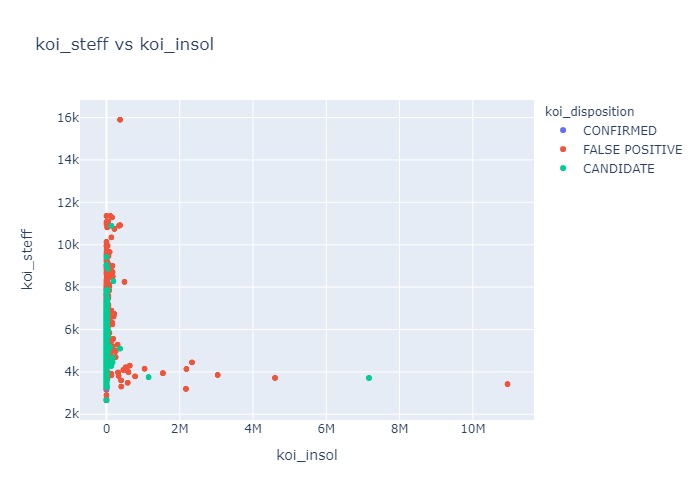 koi_steff vs koi_insol
koi_disposition
CONFIRMED
FALSE POSITIVE
CANDIDATE
16k
14k
12k
10k
8k
6k
4k
2k
koi_steff
0 2M 4M 6M 8M 10M
koi_insol